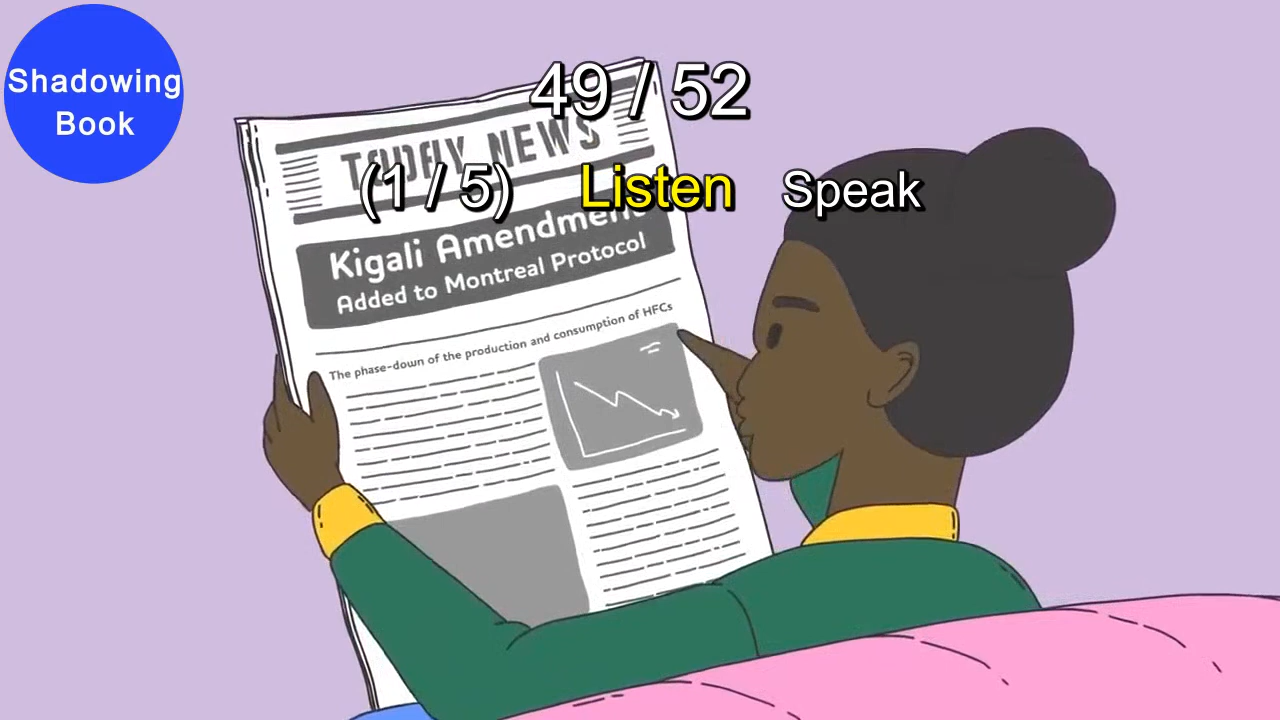 Shadowing
Book
49 / 52
(1 / 5) Listen Speak
TODAY NEWS
Kigali Amendment
Added to Montreal Protocol
The phase-down of the production and consumption of HFCs